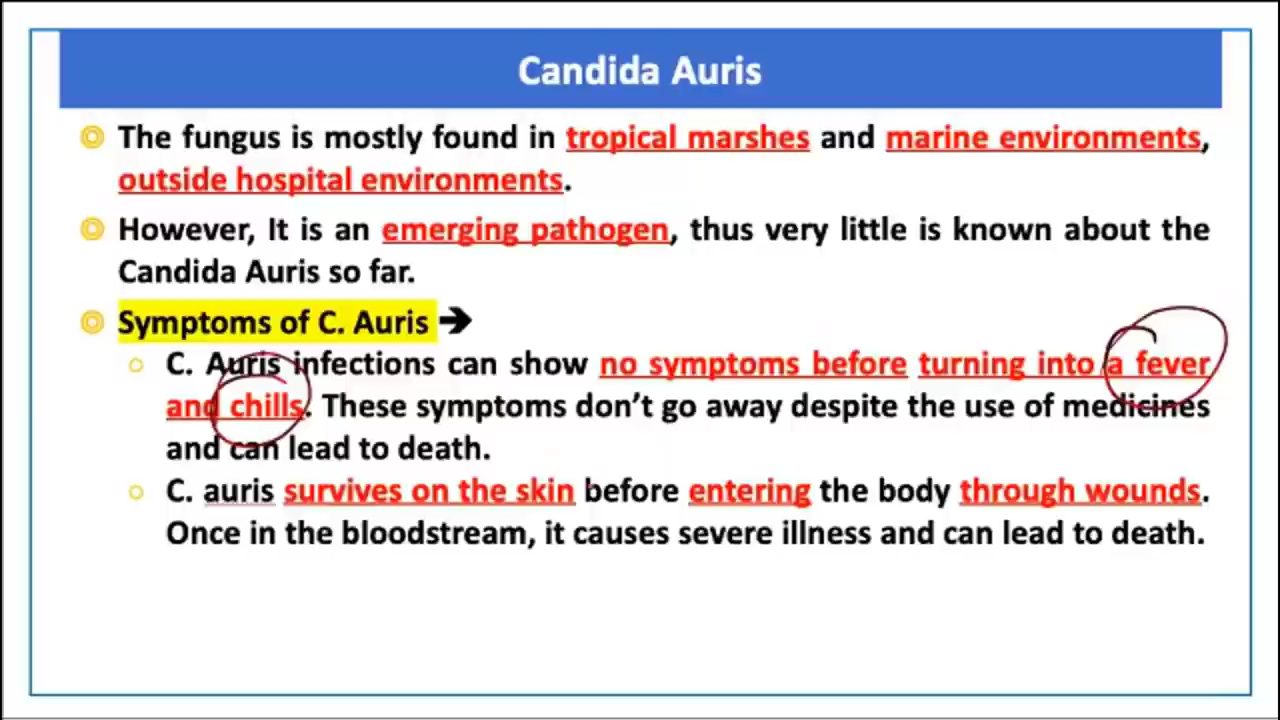 Candida Auris
The fungus is mostly found in tropical marshes and marine environments,
outside hospital environments.
However, It is an emerging pathogen, thus very little is known about the
Candida Auris so far.
Symptoms of C. Auris ➔
C. Auris infections can show no symptoms before turning into a fever
and chills. These symptoms don’t go away despite the use of medicines
and can lead to death.
C. auris survives on the skin before entering the body through wounds.
Once in the bloodstream, it causes severe illness and can lead to death.